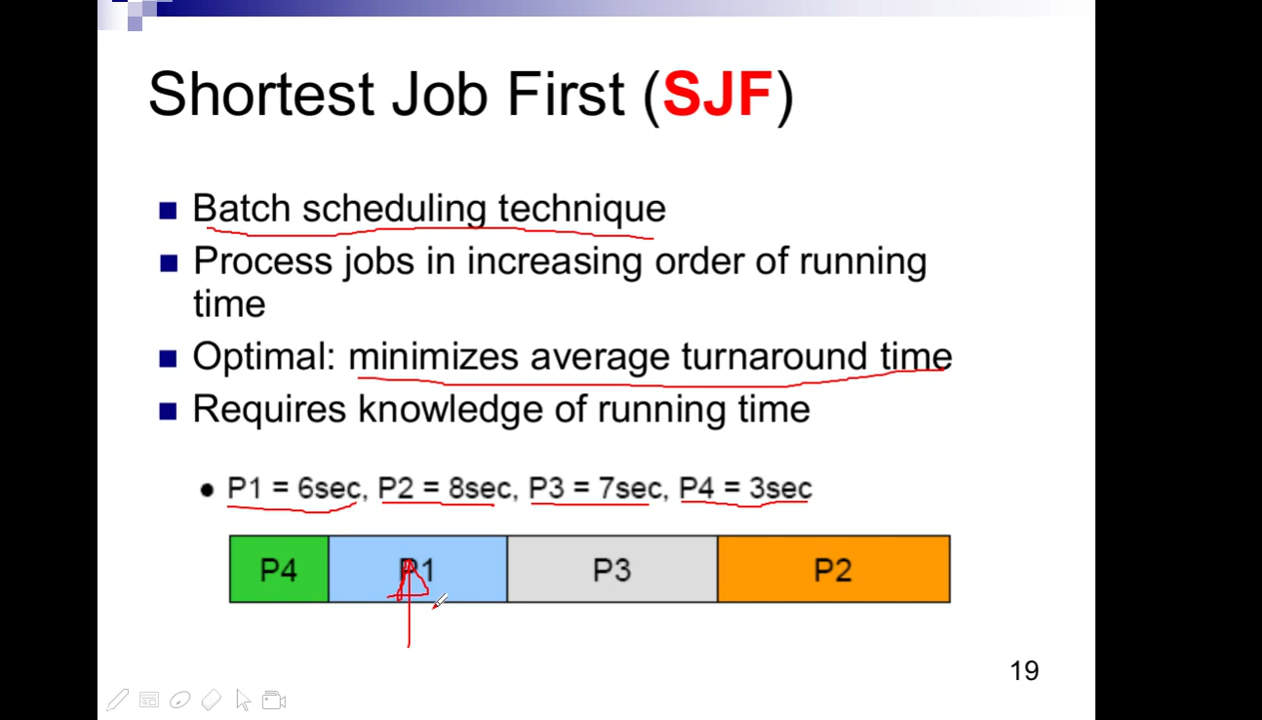 Shortest Job First (SJF)
Batch scheduling technique
Process jobs in increasing order of running
time
Optimal: minimizes average turnaround time
Requires knowledge of running time
P1 = 6sec, P2 = 8sec, P3 = 7sec, P4 = 3sec
P4 P1 P3 P2
19